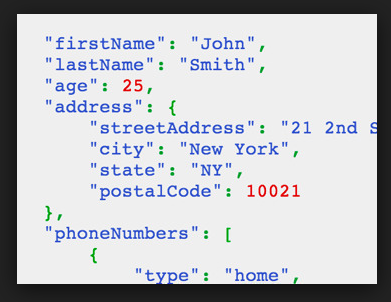 "firstName": "John",
"lastName": "Smith",
"age": 25,
"address": {
"streetAddress": "21 2nd S
"city": "New York",
"state": "NY",
"postalCode": 10021
},
"phoneNumbers": [
{
"type": "home",